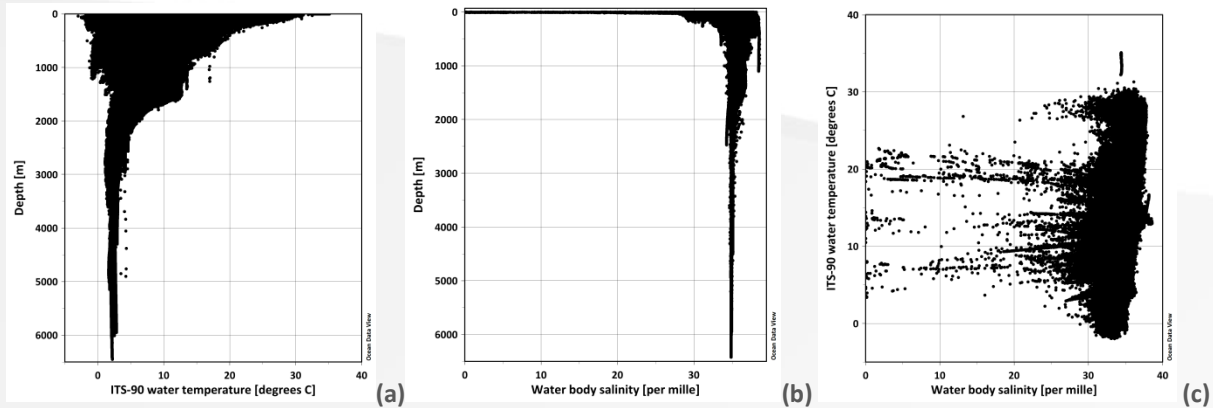 0
1000
2000
3000
4000
5000
6000
Depth [m]
0 10 20 30 40
ITS-90 water temperature [degrees C]
Ocean Data View
(a)
0
1000
2000
3000
4000
5000
6000
Depth [m]
0 10 20 30
Water body salinity [per mille]
Ocean Data View
(b)
40
30
20
10
0
ITS-90 water temperature [degrees C]
0 10 20 30 40
Water body salinity [per mille]
Ocean Data View
(c)